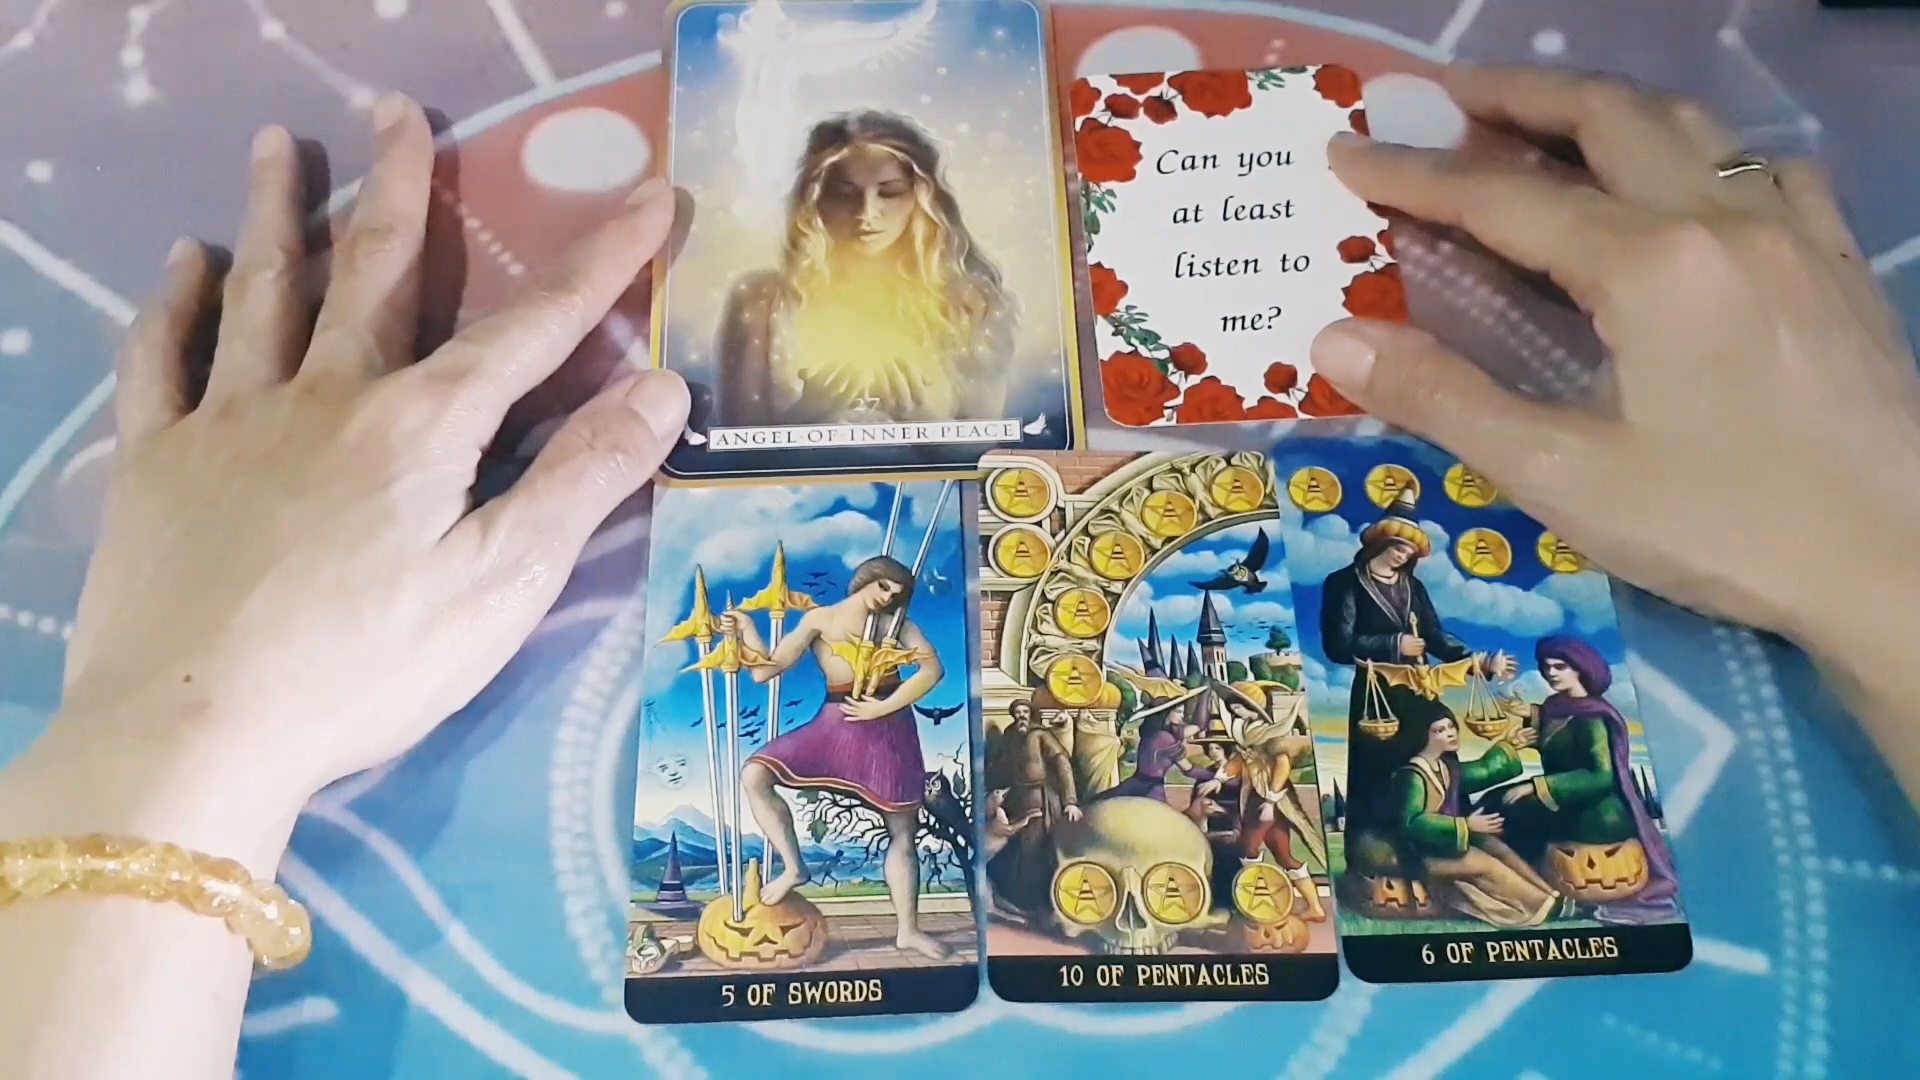 27
ANGEL·OF·INNER·PEACE
Can you
at least
listen to
me?
5 OF SWORDS
10 OF PENTACLES
6 OF PENTACLES